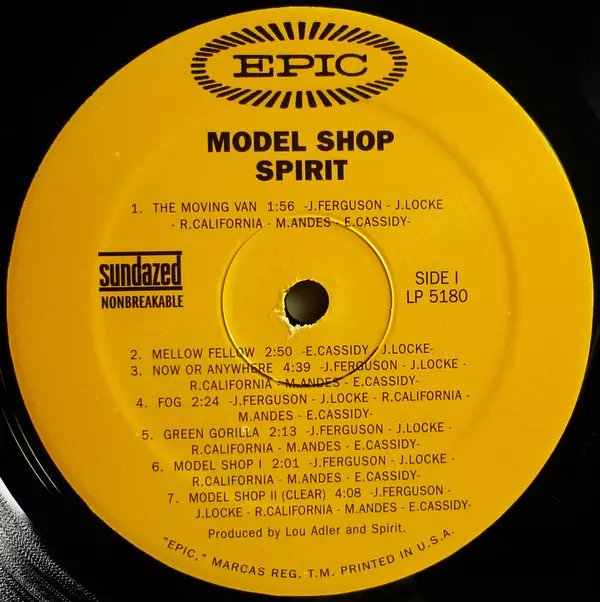 EPIC
MODEL SHOP
SPIRIT
1. THE MOVING VAN 1:56 -J.FERGUSON - J.LOCKE
- R.CALIFORNIA - M.ANDES - E.CASSIDY-
sundazed
NONBREAKABLE
SIDE I
LP 5180
2. MELLOW FELLOW 2:50 -E.CASSIDY - J.LOCKE-
3. NOW OR ANYWHERE 4:39 -J.FERGUSON - J.LOCKE -
R.CALIFORNIA - M.ANDES - E.CASSIDY-
4. FOG 2:24 -J.FERGUSON - J.LOCKE - R.CALIFORNIA -
M.ANDES - E.CASSIDY-
5. GREEN GORILLA 2:13 -J.FERGUSON - J.LOCKE -
R.CALIFORNIA - M.ANDES - E.CASSIDY-
6. MODEL SHOP I 2:01 -J.FERGUSON - J.LOCKE -
R.CALIFORNIA - M.ANDES - E.CASSIDY-
7. MODEL SHOP II (CLEAR) 4:08 -J.FERGUSON -
J.LOCKE - R.CALIFORNIA - M.ANDES - E.CASSIDY-
Produced by Lou Adler and Spirit.
"EPIC," MARCAS REG. T.M. PRINTED IN U.S.A.